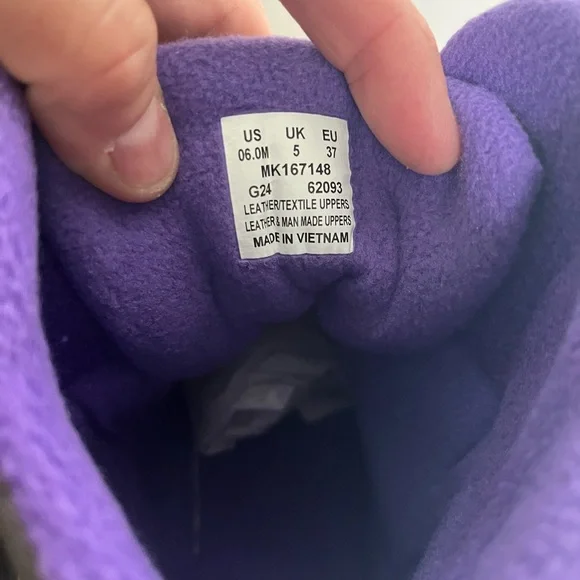 US UK EU
06.0M 5 37
MK167148
G24 62093
LEATHER/TEXTILE UPPERS
LEATHER & MAN MADE UPPERS
MADE IN VIETNAM